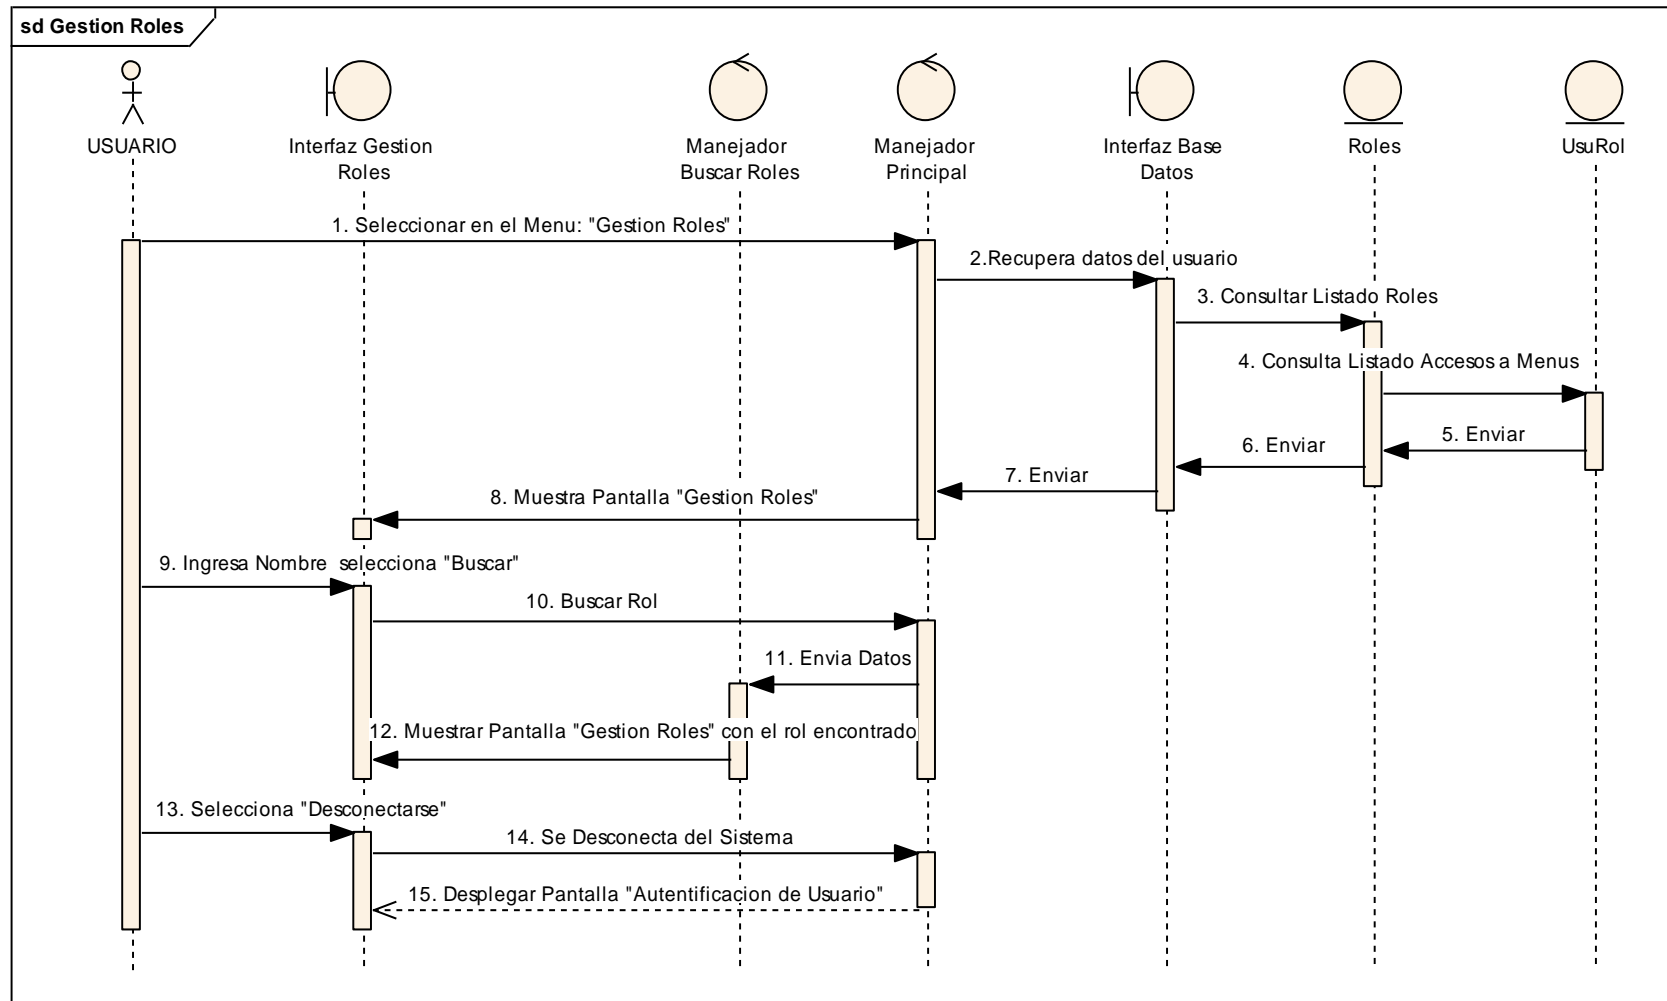 sd Gestion Roles
USUARIO
Interfaz Gestion
Roles
Manejador
Buscar Roles
Manejador
Principal
Interfaz Base
Datos
Roles
UsuRol
1. Seleccionar en el Menu: "Gestion Roles"
2.Recupera datos del usuario
3. Consultar Listado Roles
4. Consulta Listado Accesos a Menus
5. Enviar
6. Enviar
7. Enviar
8. Muestra Pantalla "Gestion Roles"
9. Ingresa Nombre  selecciona "Buscar"
10. Buscar Rol
11. Envia Datos
12. Muestrar Pantalla "Gestion Roles" con el rol encontrado
13. Selecciona "Desconectarse"
14. Se Desconecta del Sistema
15. Desplegar Pantalla "Autentificacion de Usuario"